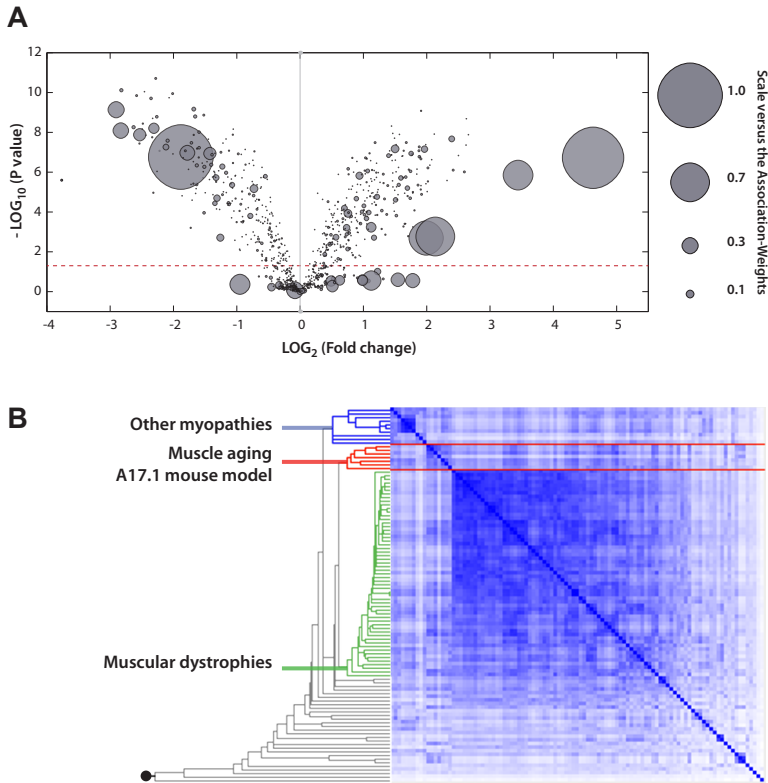 A
12
10
8
6
4
2
0
- LOG10 (P value)
-4
-3
-2
-1
0
1
2
3
4
5
LOG2 (Fold change)
1.0
0.7
0.3
0.1
Scale versus the Association-Weights
B
Other myopathies
Muscle aging
A17.1 mouse model
Muscular dystrophies